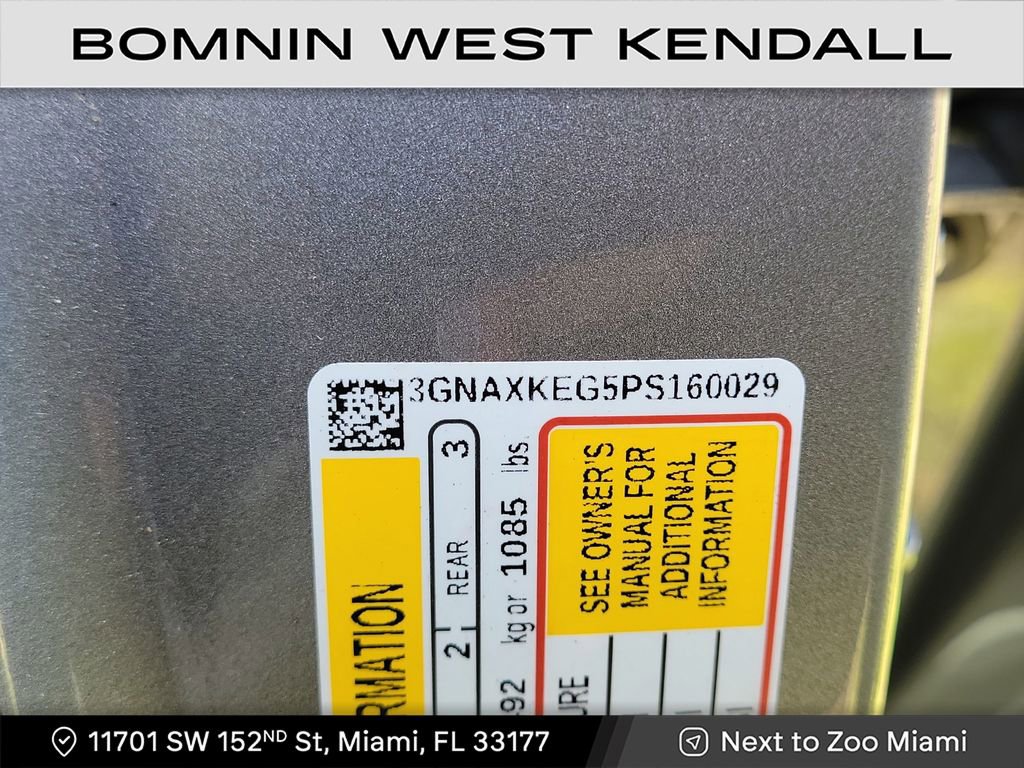 BOMNIN WEST KENDALL
3GNAXKEG5PS160029
RMATION
2 REAR 3
492 kg or 1085 lbs.
SEE OWNER'S
MANUAL FOR
ADDITIONAL
INFORMATION
URE
11701 SW 152ND St, Miami, FL 33177
Next to Zoo Miami